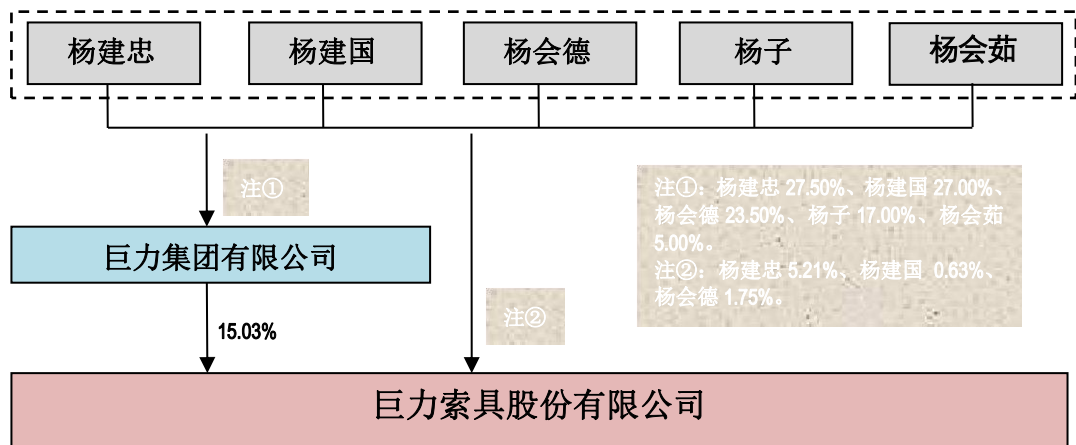 杨建忠
杨建国
杨会德
杨子
杨会茹
注①
注①：杨建忠 27.50%、杨建国 27.00%、
杨会德 23.50%、杨子 17.00%、杨会茹
5.00%。
注②：杨建忠 5.21%、杨建国 0.63%、
杨会德 1.75%。
巨力集团有限公司
15.03%
注②
巨力索具股份有限公司